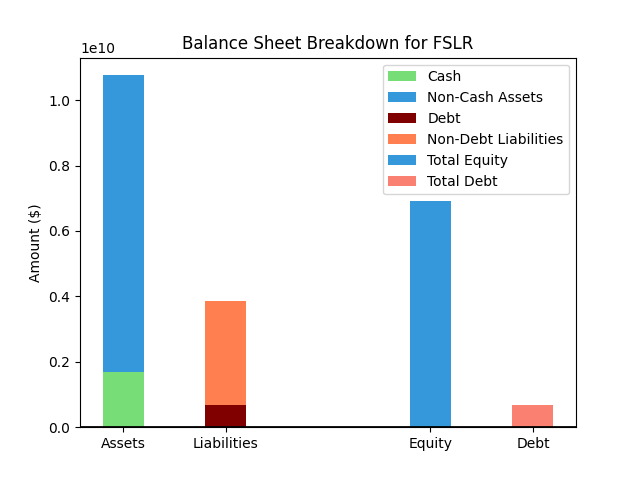 Balance Sheet Breakdown for FSLR
1e10
Cash
Non-Cash Assets
Debt
Non-Debt Liabilities
Total Equity
Total Debt
Amount ($)
1.0
0.8
0.6
0.4
0.2
0.0
Assets Liabilities Equity Debt